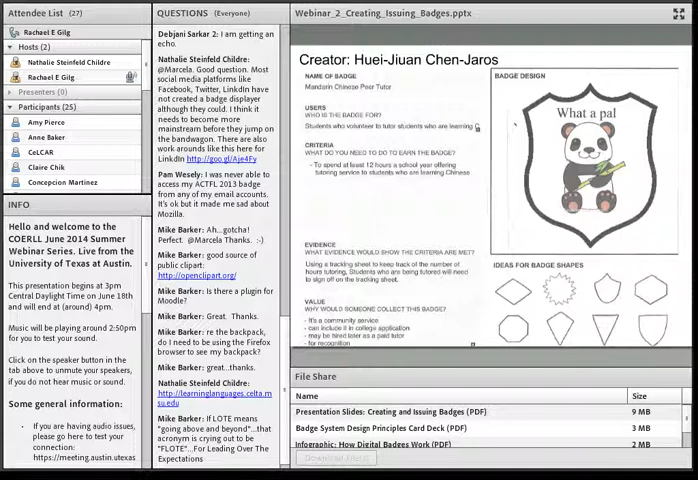 Attendee List (27)
Rachael E Gilg
Hosts (2)
Nathalie Steinfeld Childre
Rachael E Gilg
Presenters (0)
Participants (25)
Amy Pierce
Anne Baker
CeLCAR
Claire Chik
Concepcion Martinez
INFO
Hello and welcome to the
COERLL June 2014 Summer
Webinar Series. Live from the
University of Texas at Austin.
This presentation begins at 3pm
Central Daylight Time on June 18th
and will end at (around) 4pm.
Music will be playing around 2:50pm
for you to test your sound.
Click on the speaker button in the
tab above to unmute your speakers,
if you do not hear music or sound.
Some general information:
• If you are having audio issues,
please go here to test your
connection:
https://meeting.austin.utexas
QUESTIONS (Everyone)
Debjani Sarkar 2: I am getting an
echo.
Nathalie Steinfeld Childre:
@Marcela. Good question. Most
social media platforms like
Facebook, Twitter, LinkdIn have
not created a badge displayer
although they could. I think it
needs to become more
mainstream before they jump on
the bandwagon. There are also
work arounds like this here for
LinkdIn http://goo.gl/Aje4Fy
Pam Wesely: I was never able to
access my ACTFL 2013 badge
from any of my email accounts.
It's ok but it made me sad about
Mozilla.
Mike Barker: Ah...gotcha!
Perfect. @Marcela Thanks. :-)
Mike Barker: good source of
public clipart:
http://openclipart.org/
Mike Barker: Is there a plugin for
Moodle?
Mike Barker: Great. Thanks.
Mike Barker: re the backpack,
do I need to be using the Firefox
browser to see my backpack?
Mike Barker: great...thanks.
Nathalie Steinfeld Childre:
http://learninglanguages.celta.m
su.edu
Mike Barker: If LOTE means
"going above and beyond"...that
acronym is crying out to be
"FLOTE"...For Leading Over The
Expectations
Webinar_2_Creating_Issuing_Badges.pptx
Creator: Huei-Jiuan Chen-Jaros
NAME OF BADGE
Mandarin Chinese Peer Tutor
USERS
WHO IS THE BADGE FOR?
Students who volunteer to tutor students who are learning
CRITERIA
WHAT DO YOU NEED TO DO TO EARN THE BADGE?
- To spend at least 12 hours a school year offering
tutoring service to students who are learning Chinese
EVIDENCE
WHAT EVIDENCE WOULD SHOW THE CRITERIA ARE MET?
Using a tracking sheet to keep track of the number of
hours tutoring, Students who are being tutored will need
to sign off on the tracking sheet.
VALUE
WHY WOULD SOMEONE COLLECT THIS BADGE?
- It's a community service
- can include it in college application
- may be hired later as a paid tutor
- for recognition
BADGE DESIGN
What a pal
IDEAS FOR BADGE SHAPES
File Share
Name Size
Presentation Slides: Creating and Issuing Badges (PDF) 9 MB
Badge System Design Principles Card Deck (PDF) 3 MB
Infographic: How Digital Badges Work (PDF) 2 MB
Download File(s)